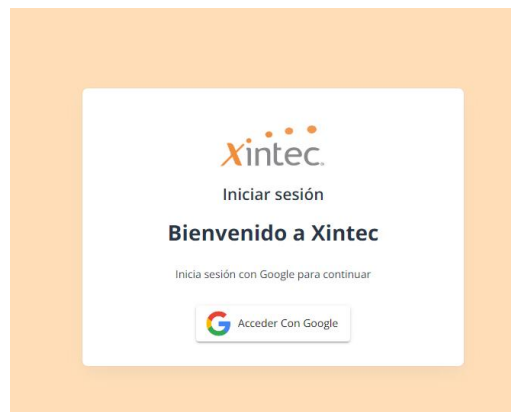 Xintec.
Iniciar sesión
Bienvenido a Xintec
Inicia sesión con Google para continuar
Acceder Con Google